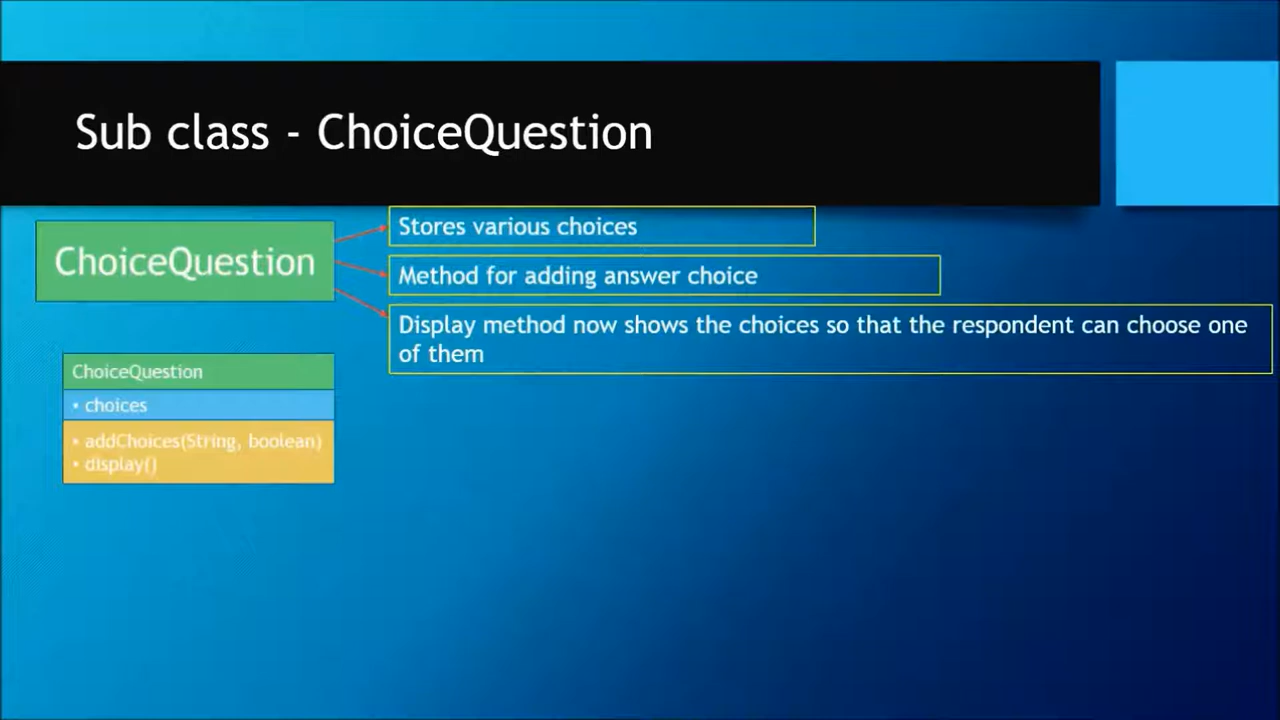 Sub class - ChoiceQuestion
ChoiceQuestion
Stores various choices
Method for adding answer choice
Display method now shows the choices so that the respondent can choose one
of them
ChoiceQuestion
• choices
• addChoices(String, boolean)
• display()